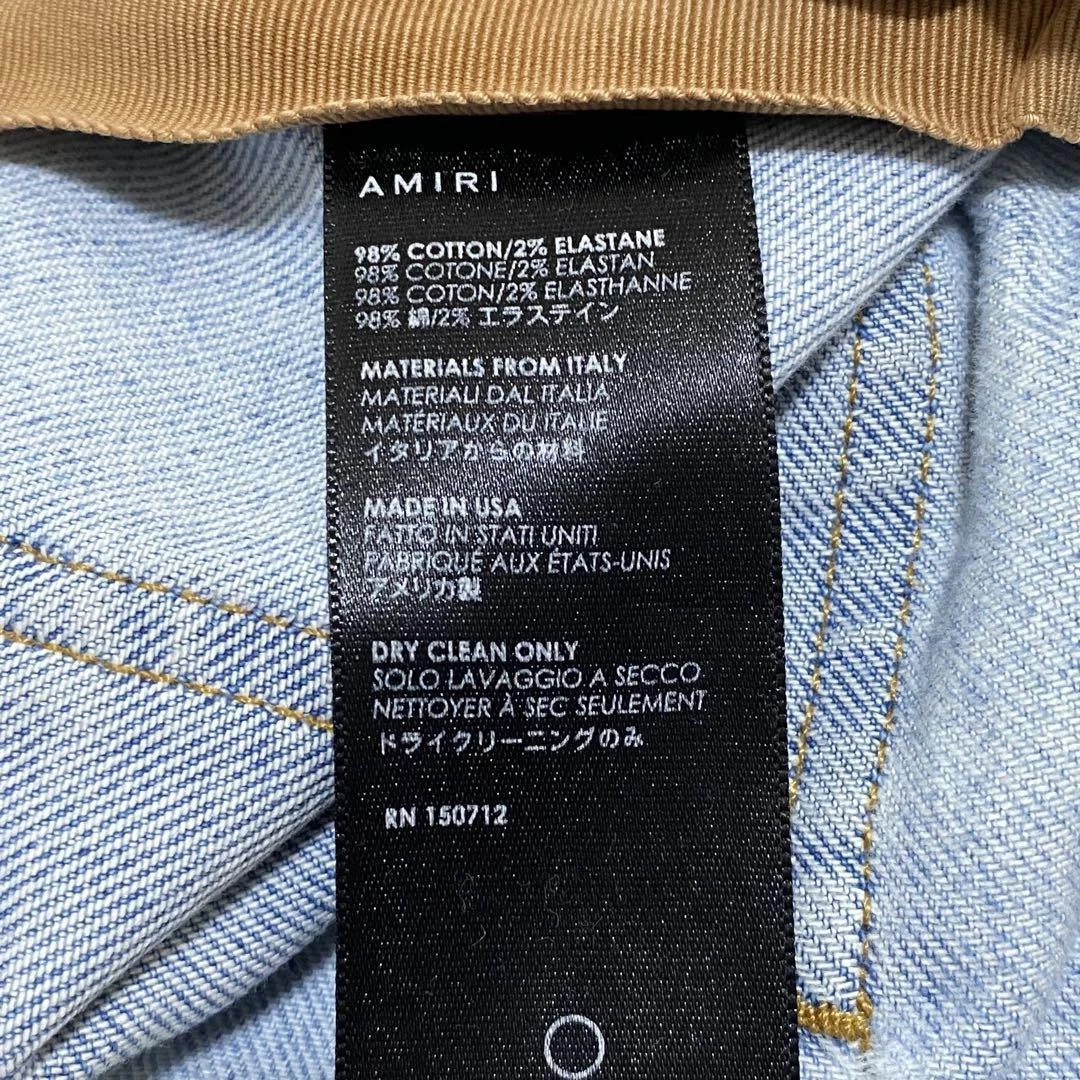 AMIRI
98% COTTON/2% ELASTANE
98% COTONE/2% ELASTAN
98% COTON/2% ELASTHANNE
98% 綿/2% エラステイン
MATERIALS FROM ITALY
MATERIALI DAL ITALIA
MATERIAUX DU ITALIE
イタリアからの材料
MADE IN USA
FATTO IN STATI UNITI
FABRIQUÉ AUX ÉTATS-UNIS
アメリカ製
DRY CLEAN ONLY
SOLO LAVAGGIO A SECCO
NETTOYER À SEC SEULEMENT
ドライクリーニングのみ
RN 150712